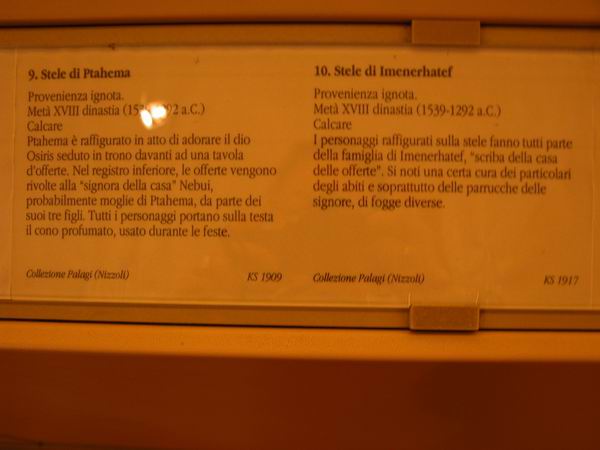 9. Stele di Ptahema
Provenienza ignota.
Metà XVIII dinastia (1539-1292 a.C.)
Calcare
Ptahema è raffigurato in atto di adorare il dio
Osiris seduto in trono davanti ad una tavola
d'offerte. Nel registro inferiore, le offerte vengono
rivolte alla "signora della casa" Nebui,
probabilmente moglie di Ptahema, da parte dei
suoi tre figli. Tutti i personaggi portano sulla testa
il cono profumato, usato durante le feste.
Collezione Palagi (Nizzoli)
KS 1909
10. Stele di Imenerhatef
Provenienza ignota.
Metà XVIII dinastia (1539-1292 a.C.)
Calcare
I personaggi raffigurati sulla stele fanno tutti parte
della famiglia di Imenerhatef, "scriba della casa
delle offerte". Si noti una certa cura dei particolari
degli abiti e soprattutto delle parrucche delle
signore, di fogge diverse.
Collezione Palagi (Nizzoli)
KS 1917